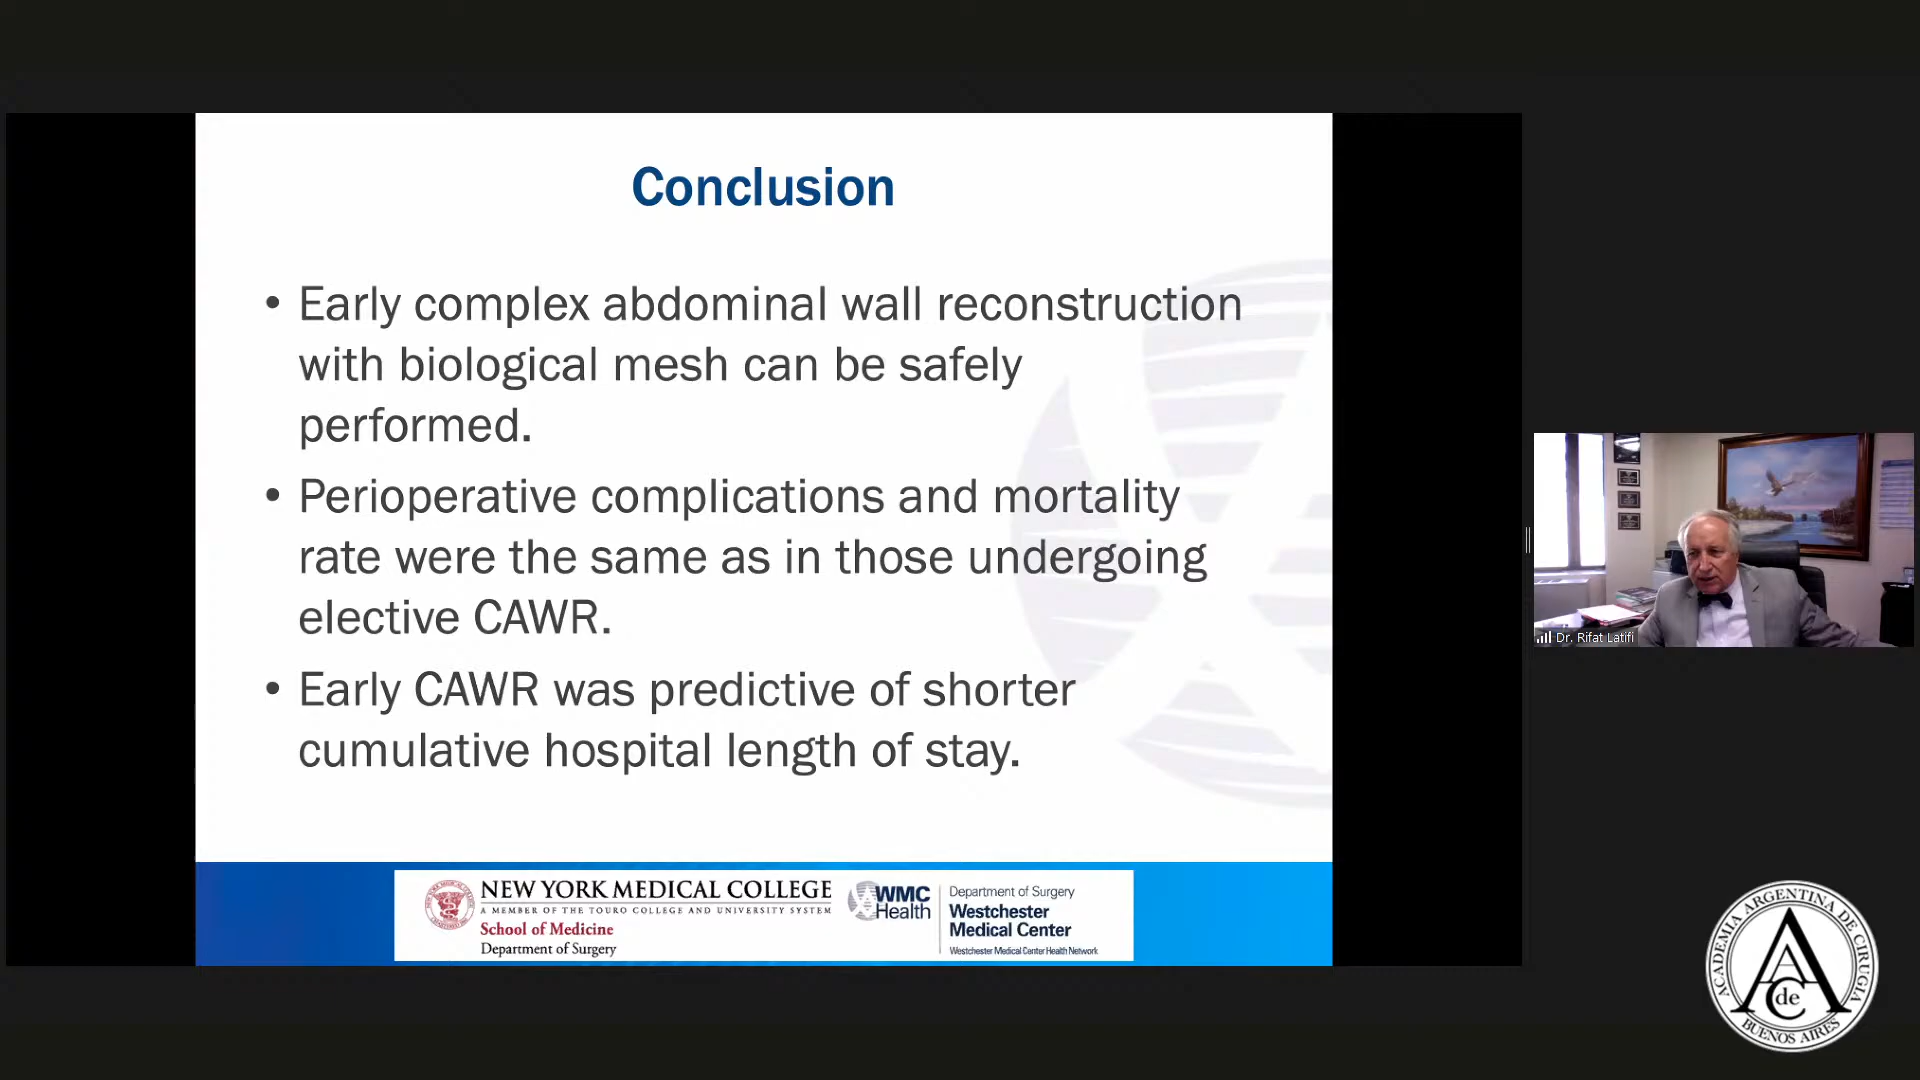 Conclusion
• Early complex abdominal wall reconstruction
with biological mesh can be safely
performed.
• Perioperative complications and mortality
rate were the same as in those undergoing
elective CAWR.
• Early CAWR was predictive of shorter
cumulative hospital length of stay.
NEW YORK MEDICAL COLLEGE
A MEMBER OF THE TOURO COLLEGE AND UNIVERSITY SYSTEM
School of Medicine
Department of Surgery
WMC
Health
Department of Surgery
Westchester
Medical Center
Westchester Medical Center Health Network
Dr. Rifat Latifi
ACADEMIA ARGENTINA DE CIRUGIA
A A C de
BUENOS AIRES